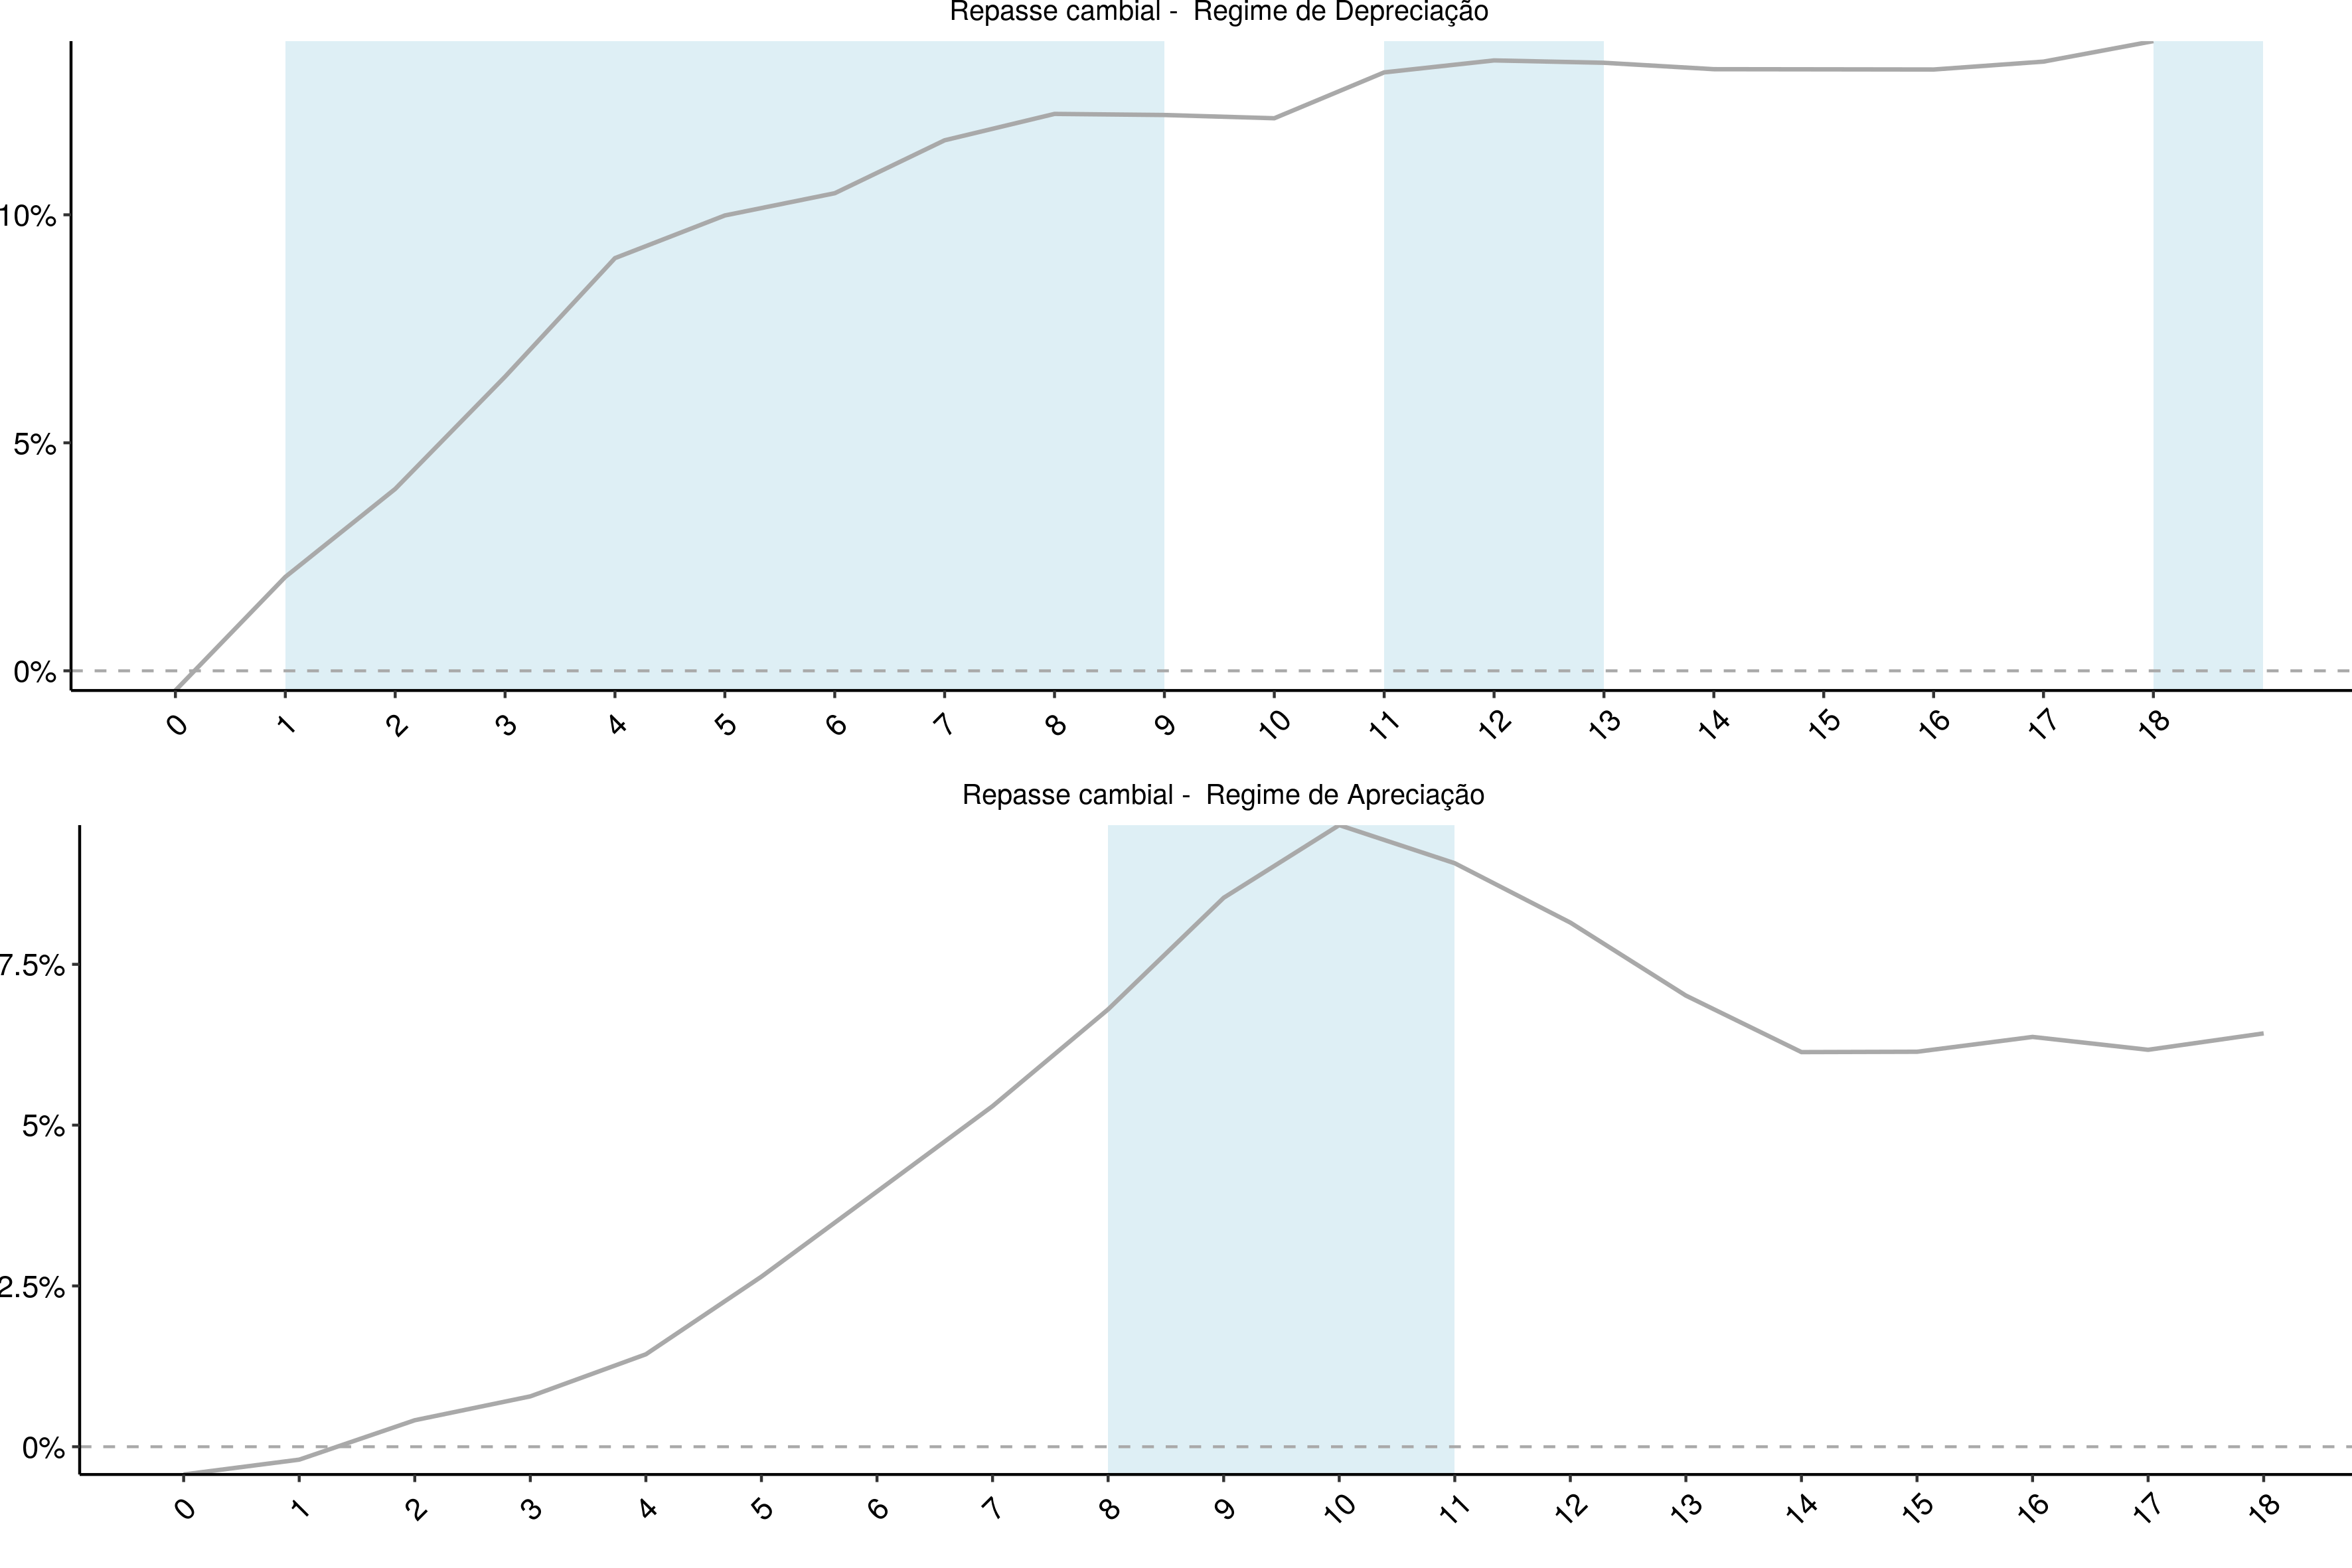 Repasse cambial -  Regime de Depreciação
10%
5%
0%
0 1 2 3 4 5 6 7 8 9 10 11 12 13 14 15 16 17 18
Repasse cambial -  Regime de Apreciação
7.5%
5%
2.5%
0%
0 1 2 3 4 5 6 7 8 9 10 11 12 13 14 15 16 17 18